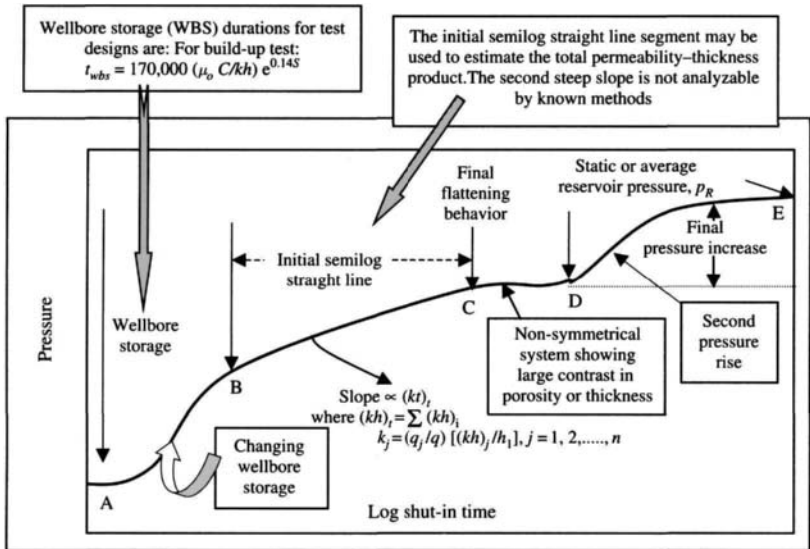 Wellbore storage (WBS) durations for test
designs are: For build-up test:
t_wbs = 170,000 (μ_o C/kh) e^0.14S
The initial semilog straight line segment may
be used to estimate the total permeability–thickness
product.The second steep slope is not analyzable
by known methods
Pressure
Wellbore
storage
Initial semilog
straight line
Final
flattening
behavior
Static or average
reservoir pressure, p_R
Final
pressure increase
A
B
C
D
E
Non-symmetrical
system showing
large contrast in
porosity or thickness
Second
pressure
rise
Slope ∝ (kt)_t
where (kh)_t = ∑ (kh)_i
k_j = (q_j/q) [(kh)_j/h_1], j = 1, 2,....., n
Changing
wellbore
storage
Log shut-in time